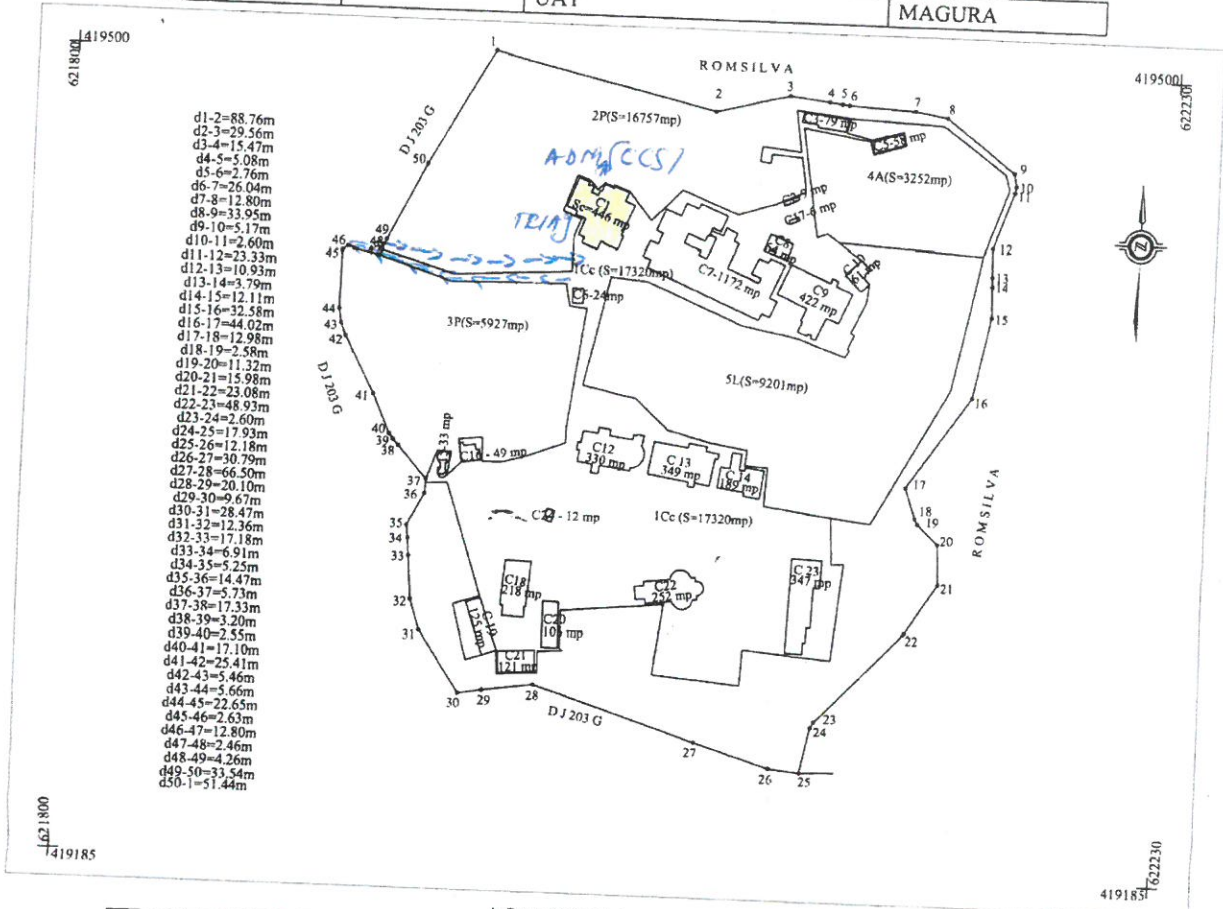 MAGURA
419500
621800
419500
622230
1
ROMSILVA
2
3
4 5 6
7
8
2P(S=16757mp)
DJ 203 G
50
ADM (CCS)
TRIAJ
C1
Sc=446 mp
4A(S=3252mp)
9
10
11
12
13
14
15
16
d1-2=88.76m
d2-3=29.56m
d3-4=15.47m
d4-5=5.08m
d5-6=2.76m
d6-7=26.04m
d7-8=12.80m
d8-9=33.95m
d9-10=5.17m
d10-11=2.60m
d11-12=23.33m
d12-13=10.93m
d13-14=3.79m
d14-15=12.11m
d15-16=32.58m
d16-17=44.02m
d17-18=12.98m
d18-19=2.58m
d19-20=11.32m
d20-21=15.98m
d21-22=23.08m
d22-23=48.93m
d23-24=2.60m
d24-25=17.93m
d25-26=12.18m
d26-27=30.79m
d27-28=66.50m
d28-29=20.10m
d29-30=9.67m
d30-31=28.47m
d31-32=12.36m
d32-33=17.18m
d33-34=6.91m
d34-35=5.25m
d35-36=14.47m
d36-37=5.73m
d37-38=17.33m
d38-39=3.20m
d39-40=2.55m
d40-41=17.10m
d41-42=25.41m
d42-43=5.46m
d43-44=5.66m
d44-45=22.65m
d45-46=2.63m
d46-47=12.80m
d47-48=2.46m
d48-49=4.26m
d49-50=33.54m
d50-1=51.44m
49
48
46
45
44
43
42
41
40
39
38
37
36
35
34
33
32
31
30
29
28
1Cc (S=17320mp)
C7-1172 mp
C9
422 mp
3P(S=5927mp)
DJ 203 G
5L(S=9201mp)
C12
330 mp
C 13
349 mp
C 14
189 mp
1Cc (S=17320mp)
- 49 mp
- 12 mp
C18
218 mp
C 19
125 mp
C20
C21
121 mp
C22
252 mp
C 23
347 mp
17
18
19
20
ROMSILVA
21
22
23
24
DJ 203 G
27
26
25
621800
419185
622230
419185